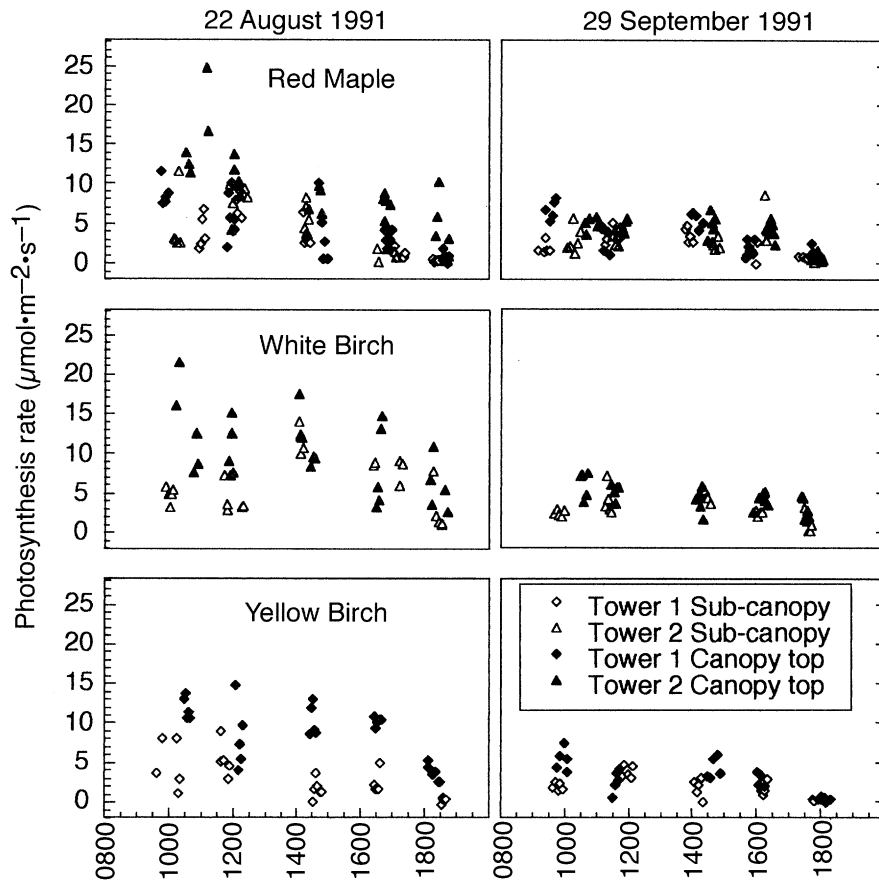 22 August 1991
29 September 1991
Photosynthesis rate (μmol•m−2•s−1)
Red Maple
25
20
15
10
5
0
White Birch
25
20
15
10
5
0
Yellow Birch
25
20
15
10
5
0
Tower 1 Sub-canopy
Tower 2 Sub-canopy
Tower 1 Canopy top
Tower 2 Canopy top
0800 1000 1200 1400 1600 1800
0800 1000 1200 1400 1600 1800